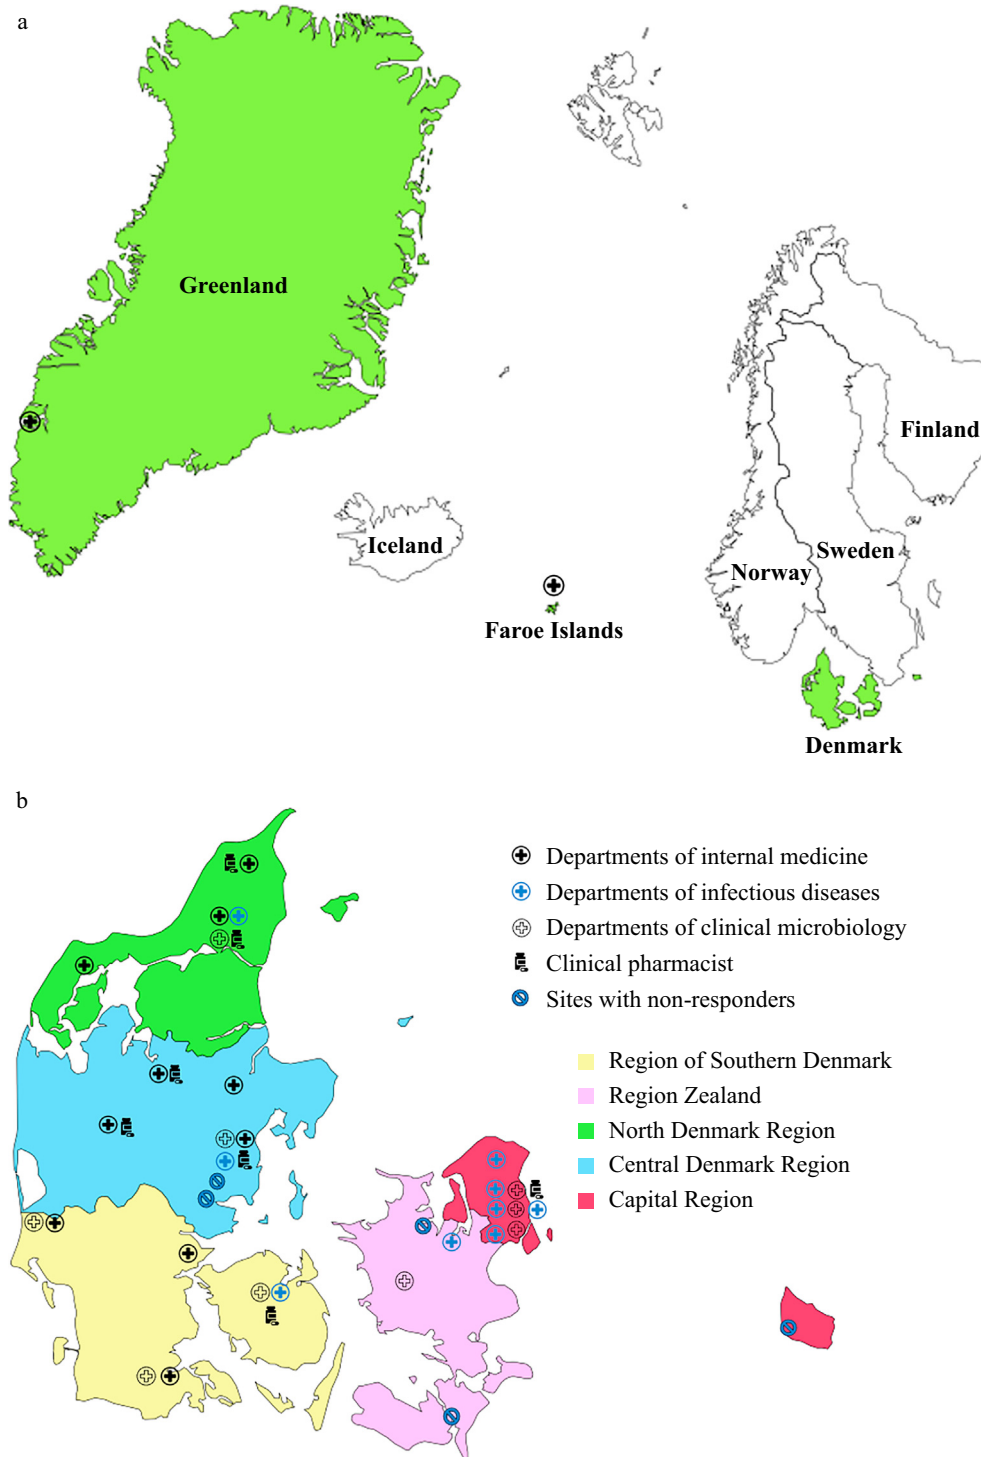 a
Greenland
Finland
Iceland
Sweden
Norway
Faroe Islands
Denmark
b
Departments of internal medicine
Departments of infectious diseases
Departments of clinical microbiology
Clinical pharmacist
Sites with non-responders
Region of Southern Denmark
Region Zealand
North Denmark Region
Central Denmark Region
Capital Region